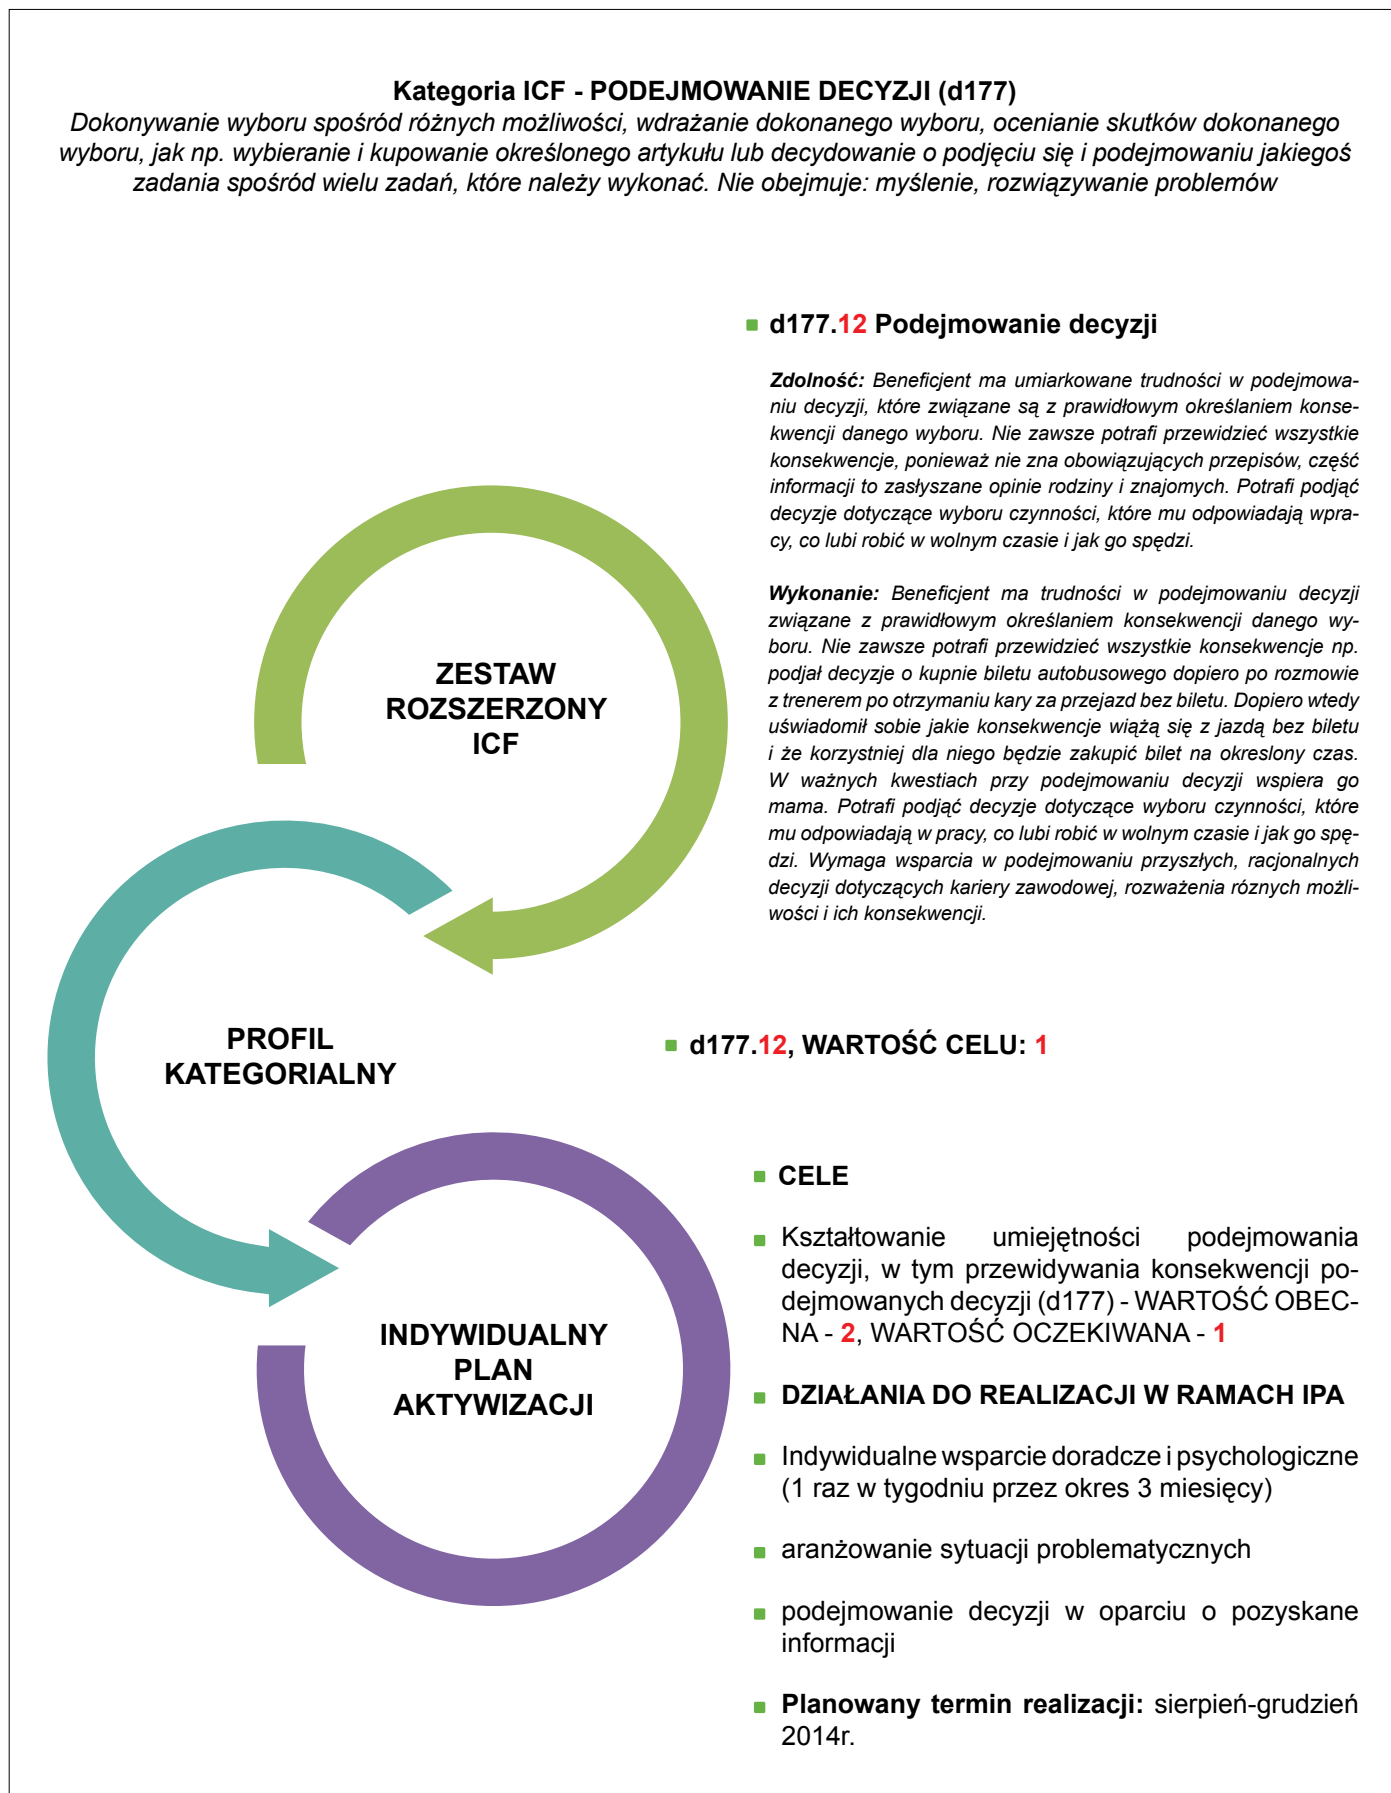 Kategoria ICF - PODEJMOWANIE DECYZJI (d177)
Dokonywanie wyboru spośród różnych możliwości, wdrażanie dokonanego wyboru, ocenianie skutków dokonanego
wyboru, jak np. wybieranie i kupowanie określonego artykułu lub decydowanie o podjęciu się i podejmowaniu jakiegoś
zadania spośród wielu zadań, które należy wykonać. Nie obejmuje: myślenie, rozwiązywanie problemów
d177.12 Podejmowanie decyzji
Zdolność: Beneficjent ma umiarkowane trudności w podejmowa-
niu decyzji, które związane są z prawidłowym określaniem konse-
kwencji danego wyboru. Nie zawsze potrafi przewidzieć wszystkie
konsekwencje, ponieważ nie zna obowiązujących przepisów, część
informacji to zasłyszane opinie rodziny i znajomych. Potrafi podjąć
decyzje dotyczące wyboru czynności, które mu odpowiadają wpra-
cy, co lubi robić w wolnym czasie i jak go spędzi.
Wykonanie: Beneficjent ma trudności w podejmowaniu decyzji
związane z prawidłowym określaniem konsekwencji danego wy-
boru. Nie zawsze potrafi przewidzieć wszystkie konsekwencje np.
podjał decyzje o kupnie biletu autobusowego dopiero po rozmowie
z trenerem po otrzymaniu kary za przejazd bez biletu. Dopiero wtedy
uświadomił sobie jakie konsekwencje wiążą się z jazdą bez biletu
i że korzystniej dla niego będzie zakupić bilet na okreslony czas.
W ważnych kwestiach przy podejmowaniu decyzji wspiera go
mama. Potrafi podjąć decyzje dotyczące wyboru czynności, które
mu odpowiadają w pracy, co lubi robić w wolnym czasie i jak go spę-
dzi. Wymaga wsparcia w podejmowaniu przyszłych, racjonalnych
decyzji dotyczących kariery zawodowej, rozważenia róznych możli-
wości i ich konsekwencji.
ZESTAW
ROZSZERZONY
ICF
PROFIL
KATEGORIALNY
d177.12, WARTOŚĆ CELU: 1
INDYWIDUALNY
PLAN
AKTYWIZACJI
CELE
Kształtowanie umiejętności podejmowania
decyzji, w tym przewidywania konsekwencji po-
dejmowanych decyzji (d177) - WARTOŚĆ OBEC-
NA - 2, WARTOŚĆ OCZEKIWANA - 1
DZIAŁANIA DO REALIZACJI W RAMACH IPA
Indywidualne wsparcie doradcze i psychologiczne
(1 raz w tygodniu przez okres 3 miesięcy)
aranżowanie sytuacji problematycznych
podejmowanie decyzji w oparciu o pozyskane
informacji
Planowany termin realizacji: sierpień-grudzień
2014r.